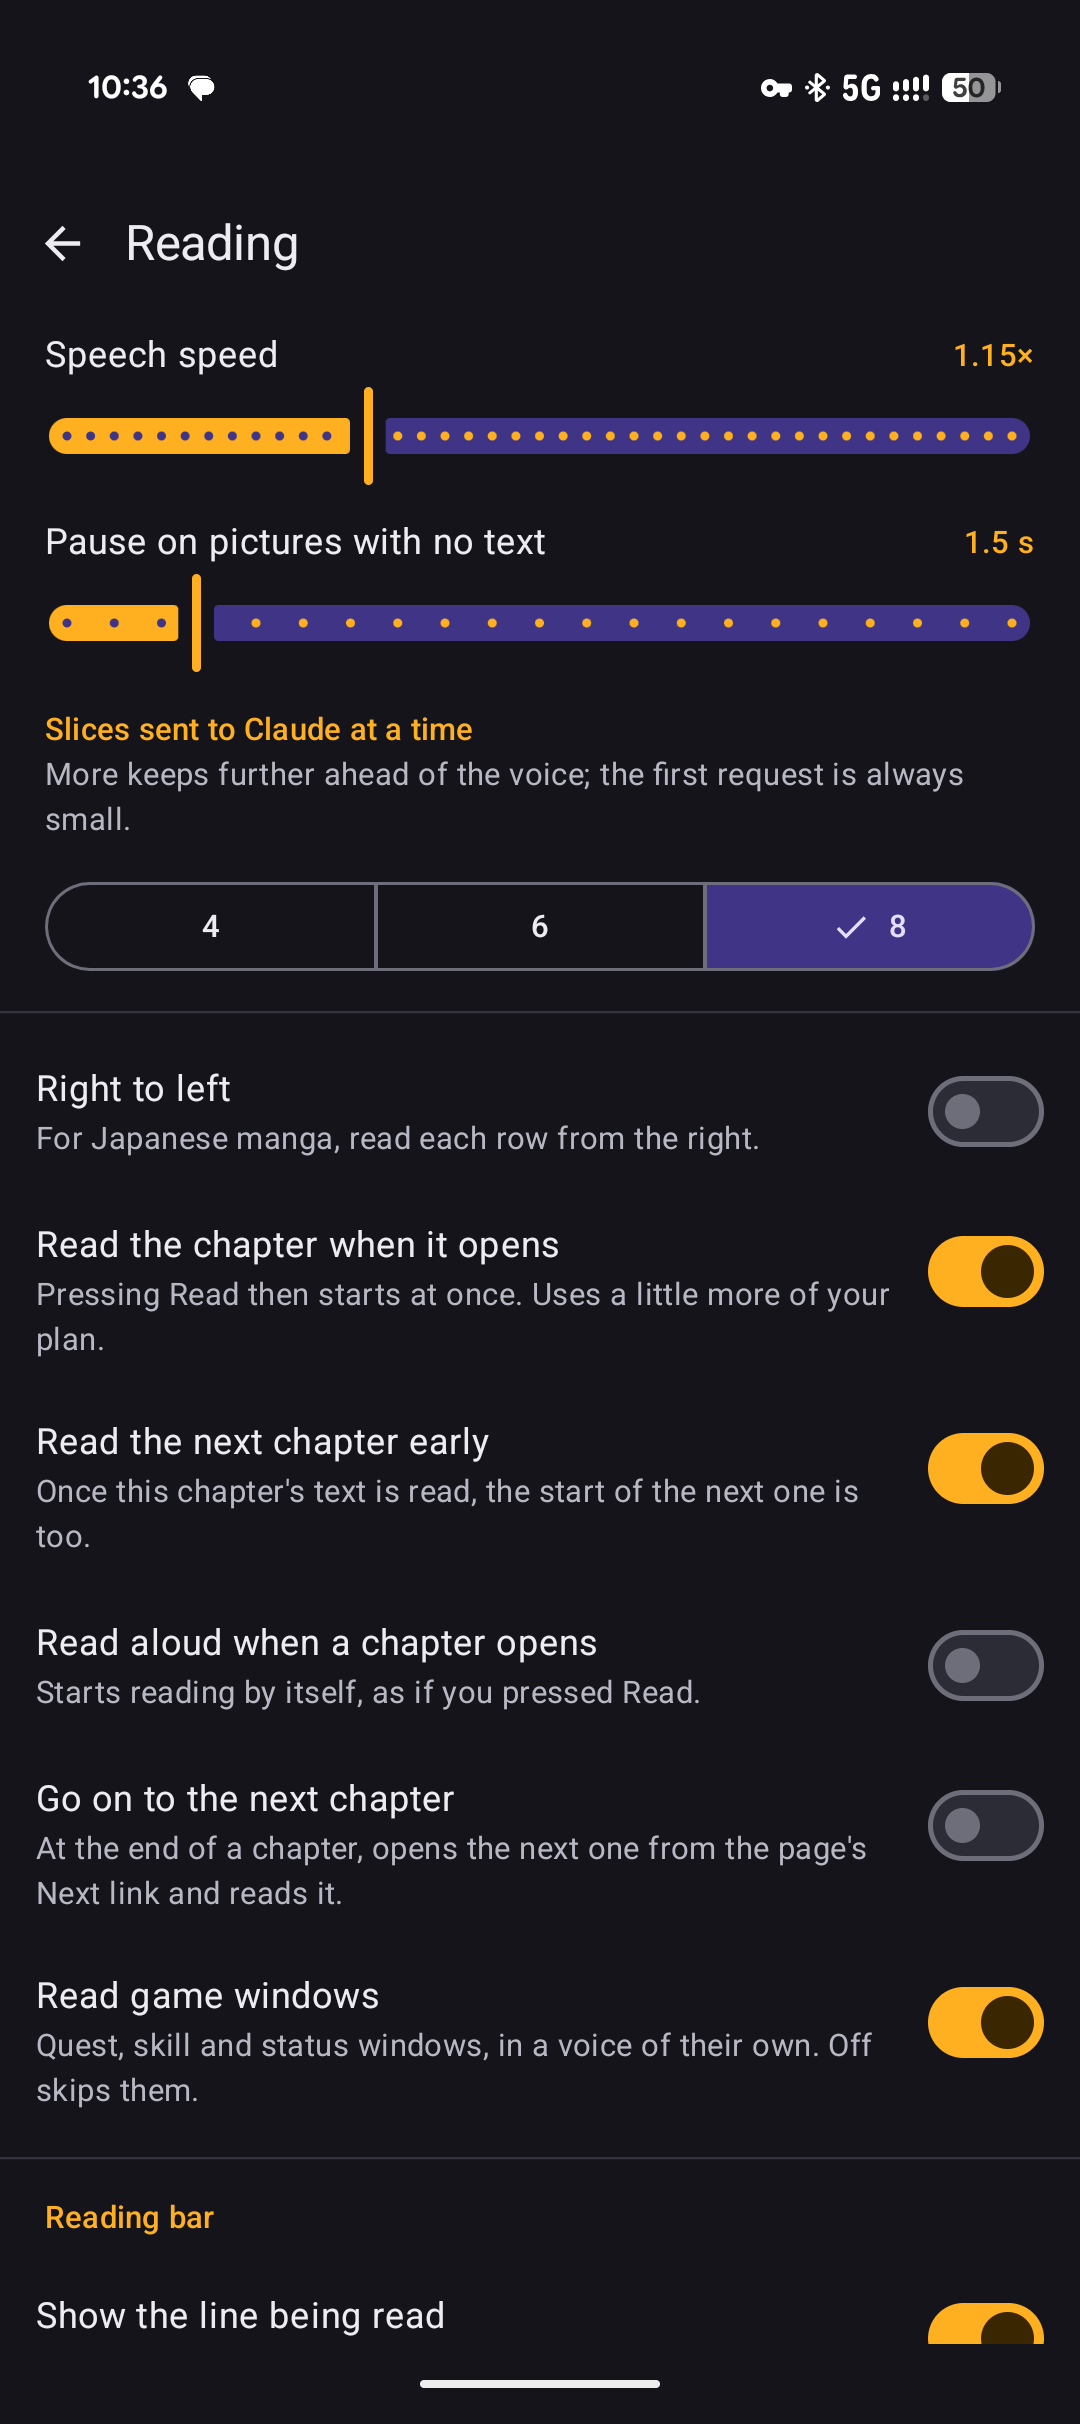 10:36
5G
50
Reading
Speech speed
1.15×
Pause on pictures with no text
1.5 s
Slices sent to Claude at a time
More keeps further ahead of the voice; the first request is always
small.
4
6
8
Right to left
For Japanese manga, read each row from the right.
Read the chapter when it opens
Pressing Read then starts at once. Uses a little more of your
plan.
Read the next chapter early
Once this chapter's text is read, the start of the next one is
too.
Read aloud when a chapter opens
Starts reading by itself, as if you pressed Read.
Go on to the next chapter
At the end of a chapter, opens the next one from the page's
Next link and reads it.
Read game windows
Quest, skill and status windows, in a voice of their own. Off
skips them.
Reading bar
Show the line being read